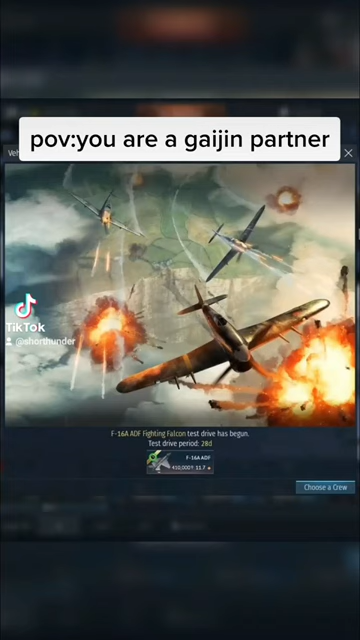 pov:you are a gaijin partner
Veh
TikTok
@shorthunder
F-16A ADF Fighting Falcon test drive has begun.
Test drive period: 28d
F-16A ADF
Choose a Crew